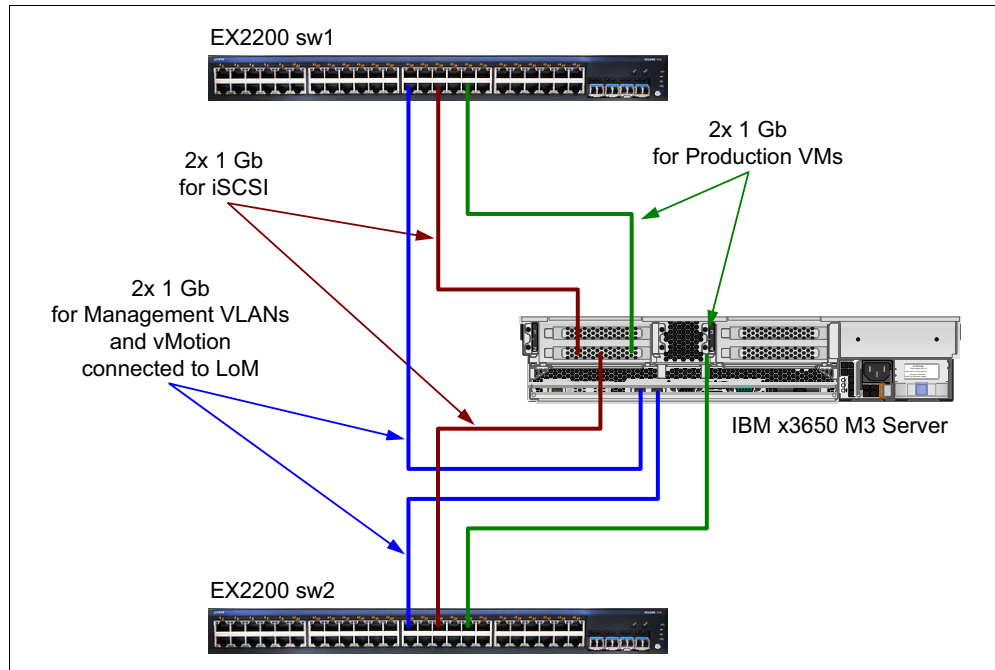 EX2200 sw1
2x 1 Gb
for Production VMs
2x 1 Gb
for iSCSI
2x 1 Gb
for Management VLANs
and vMotion
connected to LoM
IBM x3650 M3 Server
EX2200 sw2